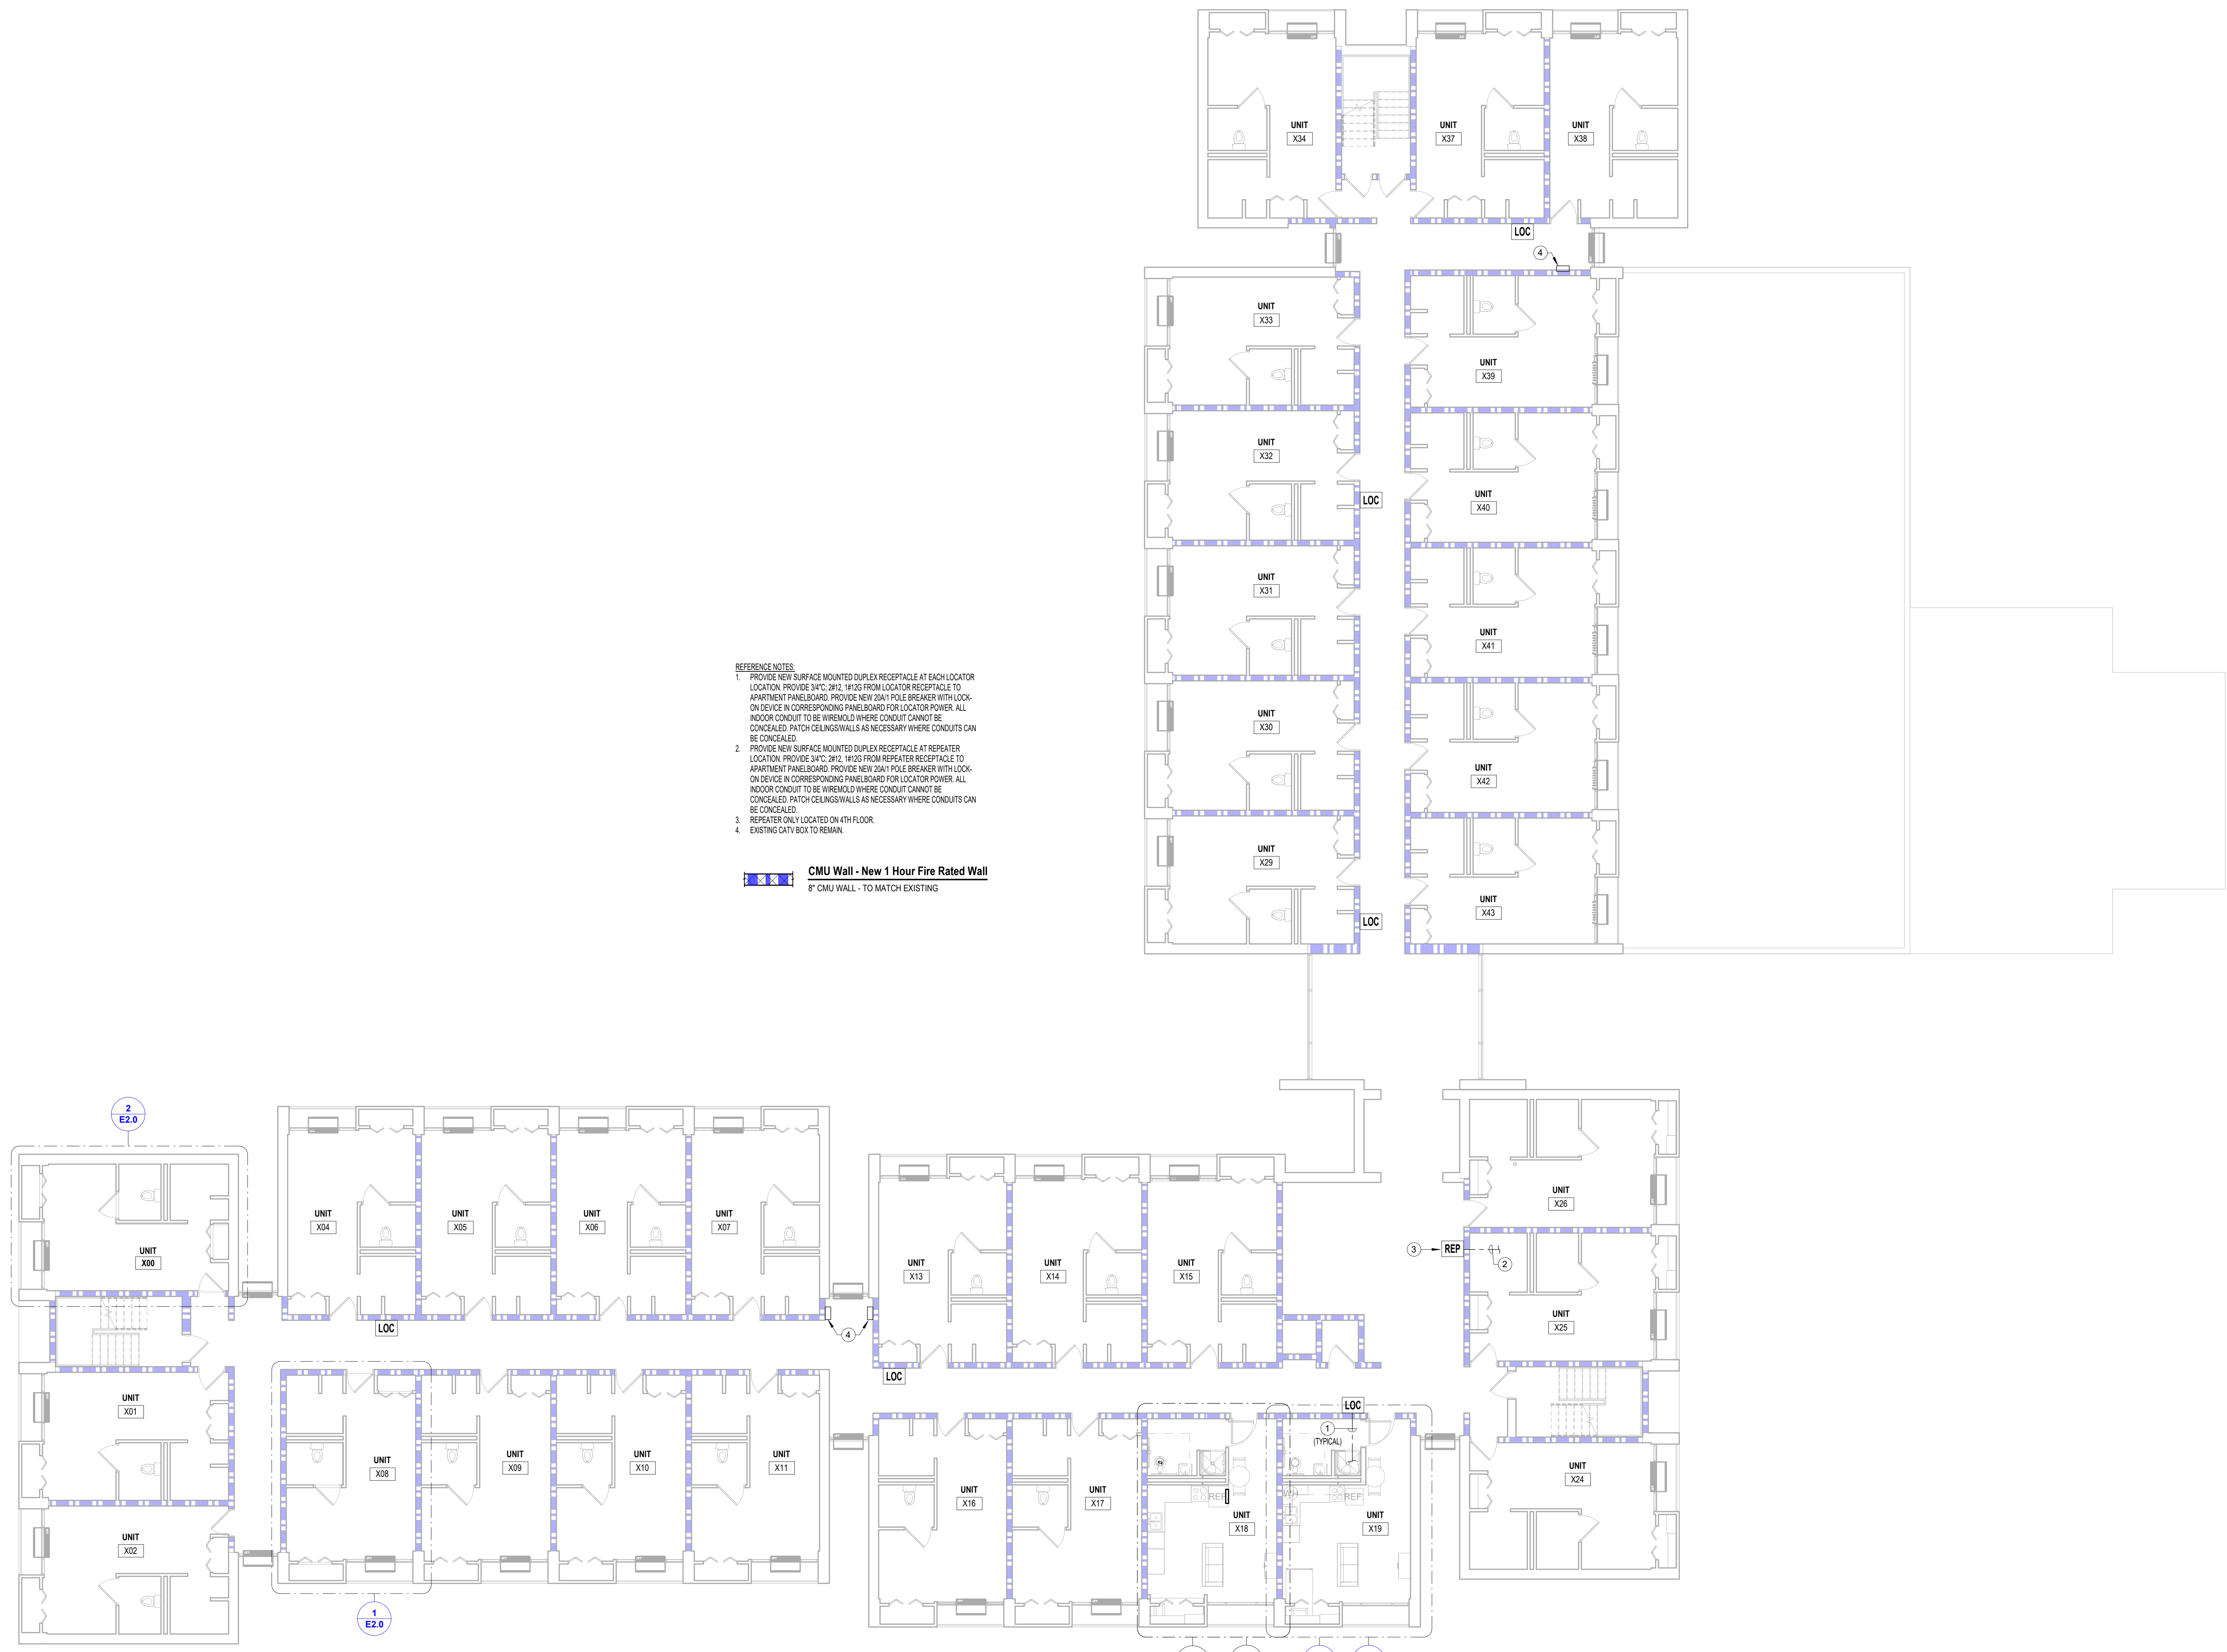 UNIT
X34
UNIT
X37
UNIT
X38
LOC
4
UNIT
X33
UNIT
X39
UNIT
X32
LOC
UNIT
X40
UNIT
X31
UNIT
X41
UNIT
X30
UNIT
X42
UNIT
X29
UNIT
X43
LOC
REFERENCE NOTES:
1. PROVIDE NEW SURFACE MOUNTED DUPLEX RECEPTACLE AT EACH LOCATOR
LOCATION. PROVIDE 3/4"C; 2#12, 1#12G FROM LOCATOR RECEPTACLE TO
APARTMENT PANELBOARD. PROVIDE NEW 20A/1 POLE BREAKER WITH LOCK-
ON DEVICE IN CORRESPONDING PANELBOARD FOR LOCATOR POWER. ALL
INDOOR CONDUIT TO BE WIREMOLD WHERE CONDUIT CANNOT BE
CONCEALED. PATCH CEILINGS/WALLS AS NECESSARY WHERE CONDUITS CAN
BE CONCEALED.
2. PROVIDE NEW SURFACE MOUNTED DUPLEX RECEPTACLE AT REPEATER
LOCATION. PROVIDE 3/4"C; 2#12, 1#12G FROM REPEATER RECEPTACLE TO
APARTMENT PANELBOARD. PROVIDE NEW 20A/1 POLE BREAKER WITH LOCK-
ON DEVICE IN CORRESPONDING PANELBOARD FOR LOCATOR POWER. ALL
INDOOR CONDUIT TO BE WIREMOLD WHERE CONDUIT CANNOT BE
CONCEALED. PATCH CEILINGS/WALLS AS NECESSARY WHERE CONDUITS CAN
BE CONCEALED.
3. REPEATER ONLY LOCATED ON 4TH FLOOR.
4. EXISTING CATV BOX TO REMAIN.
CMU Wall - New 1 Hour Fire Rated Wall
8" CMU WALL - TO MATCH EXISTING
2
E2.0
UNIT
X00
UNIT
X04
UNIT
X05
UNIT
X06
UNIT
X07
LOC
4
UNIT
X13
UNIT
X14
UNIT
X15
LOC
UNIT
X26
3
REP
2
UNIT
X25
UNIT
X01
UNIT
X02
UNIT
X08
UNIT
X09
UNIT
X10
UNIT
X11
1
E2.0
UNIT
X16
UNIT
X17
REF
UNIT
X18
LOC
1
(TYPICAL)
WH
REF
UNIT
X19
UNIT
X24